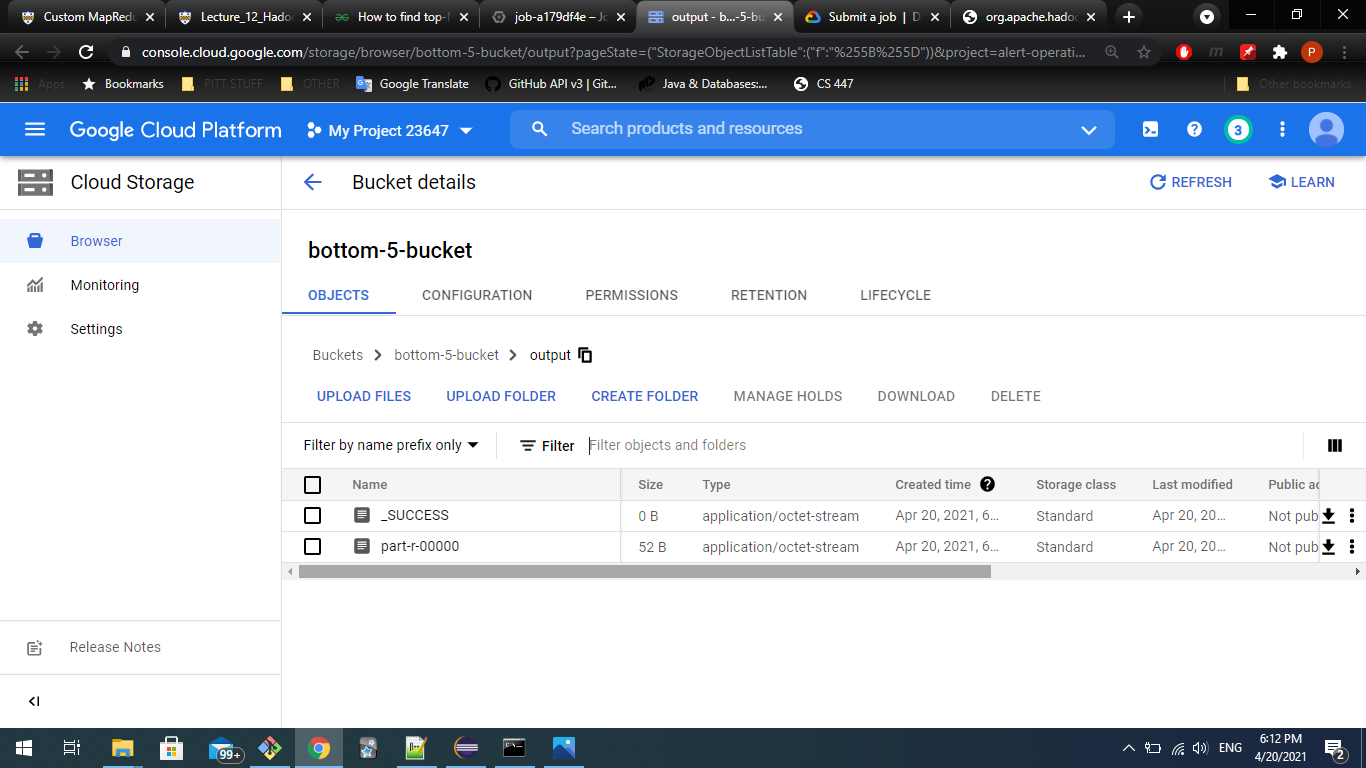 Custom MapRedu
Lecture_12_Hadoo
How to find top-N
job-a179df4e – Jo
output - b...-5-bu
Submit a job | D
org.apache.hado
console.cloud.google.com/storage/browser/bottom-5-bucket/output?pageState=("StorageObjectListTable":("f":"%255B%255D"))&project=alert-operati...
P
Apps
Bookmarks
PITT STUFF
OTHER
Google Translate
GitHub API v3 | Git...
Java & Databases:...
CS 447
Other bookmarks
Google Cloud Platform
My Project 23647
Search products and resources
3
Cloud Storage
Bucket details
REFRESH
LEARN
Browser
Monitoring
Settings
bottom-5-bucket
OBJECTS
CONFIGURATION
PERMISSIONS
RETENTION
LIFECYCLE
Buckets
bottom-5-bucket
output
UPLOAD FILES
UPLOAD FOLDER
CREATE FOLDER
MANAGE HOLDS
DOWNLOAD
DELETE
Filter by name prefix only
Filter
Filter objects and folders
Name Size Type Created time Storage class Last modified Public ac
_SUCCESS 0 B application/octet-stream Apr 20, 2021, 6... Standard Apr 20, 20... Not pub
part-r-00000 52 B application/octet-stream Apr 20, 2021, 6... Standard Apr 20, 20... Not pub
Release Notes
99+
ENG
6:12 PM
4/20/2021
2